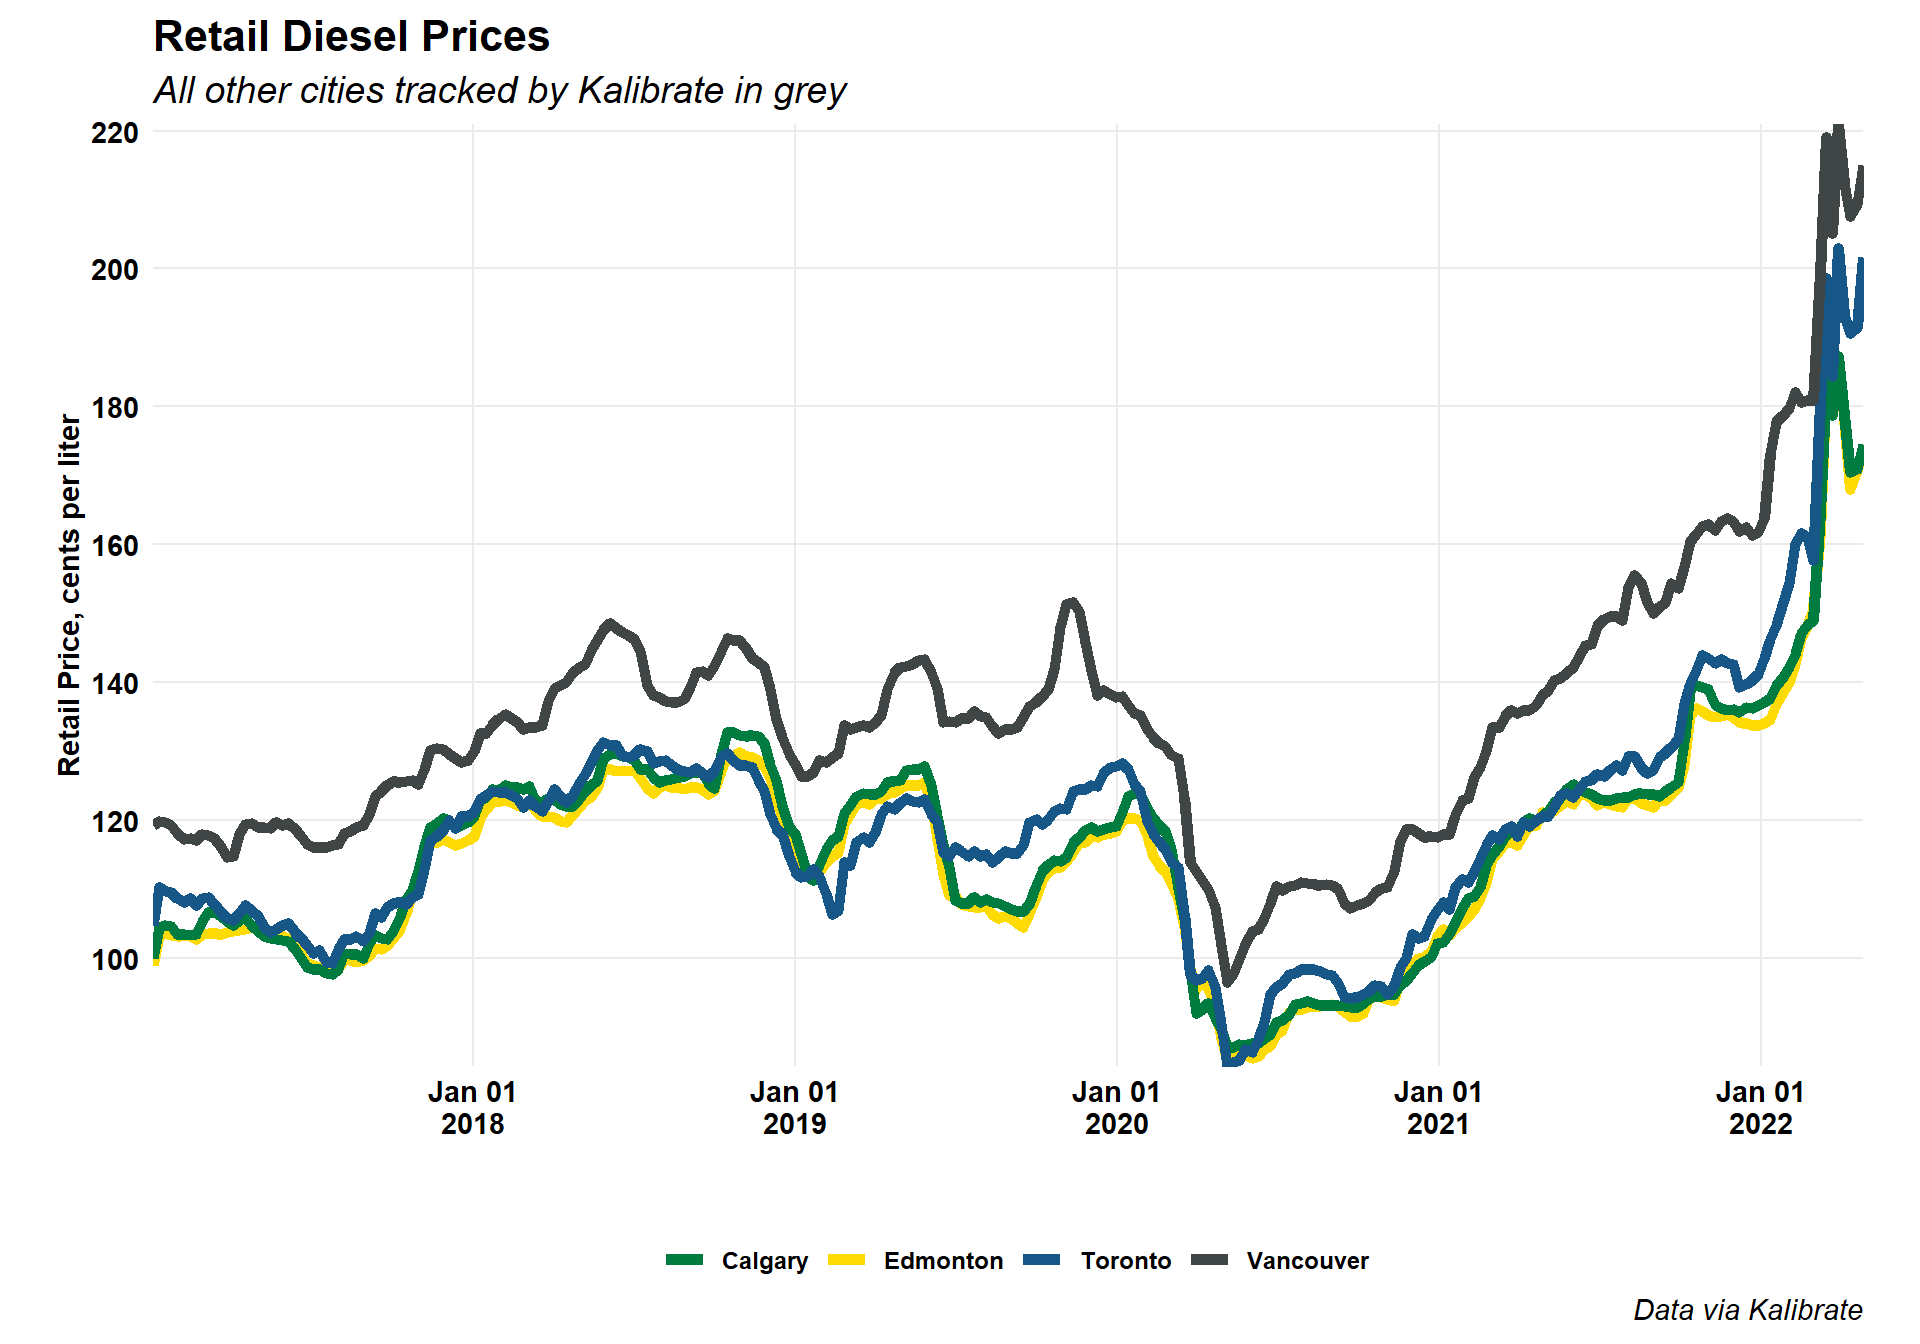 Retail Diesel Prices
All other cities tracked by Kalibrate in grey
Retail Price, cents per liter
220
200
180
160
140
120
100
Jan 01 Jan 01 Jan 01 Jan 01 Jan 01
2018 2019 2020 2021 2022
Calgary Edmonton Toronto Vancouver
Data via Kalibrate